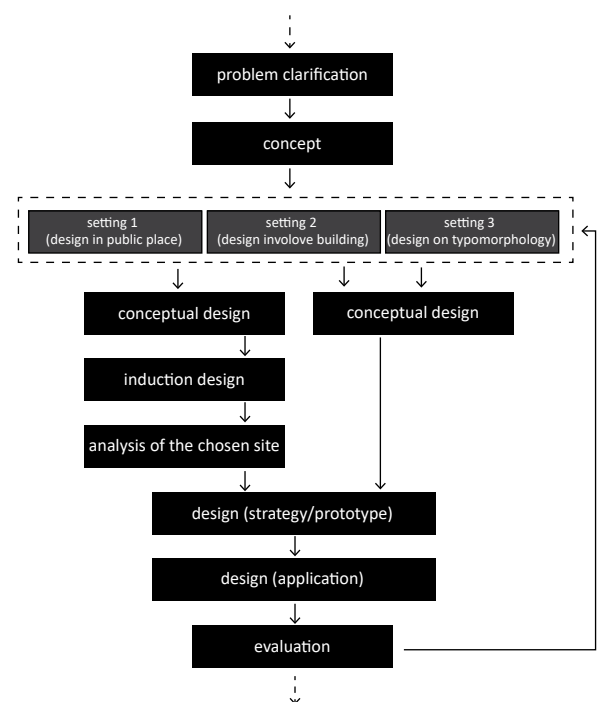 problem clarification
concept
setting 1
(design in public place)
setting 2
(design involove building)
setting 3
(design on typomorphology)
conceptual design
conceptual design
induction design
analysis of the chosen site
design (strategy/prototype)
design (application)
evaluation